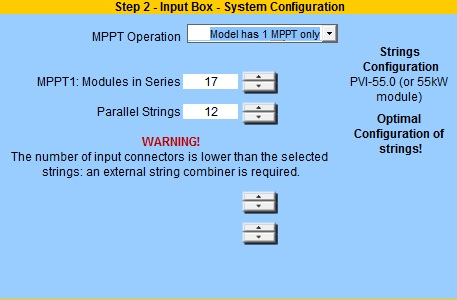 Step 2 - Input Box - System Configuration
MPPT Operation
Model has 1 MPPT only
MPPT1: Modules in Series
17
Parallel Strings
12
WARNING!
The number of input connectors is lower than the selected
strings: an external string combiner is required.
Strings
Configuration
PVI-55.0 (or 55kW
module)
Optimal
Configuration of
strings!